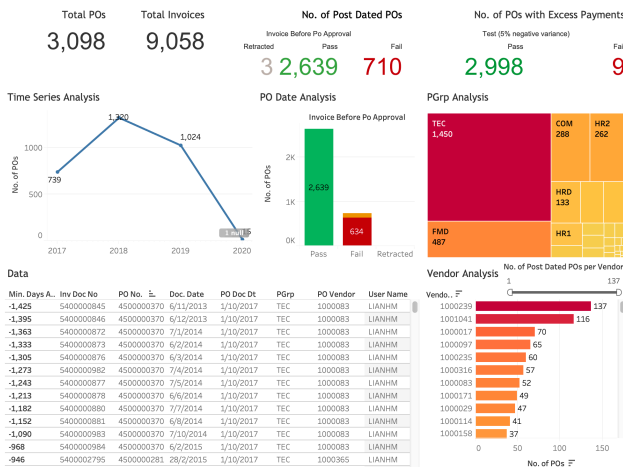 Total POs
3,098
Total Invoices
9,058
No. of Post Dated POs
Invoice Before Po Approval
Retracted Pass Fail
3 2,639 710
No. of POs with Excess Payments
Test (5% negative variance)
Pass
2,998 9
Time Series Analysis
No. of POs
1000
500
0
739
1,320
1,024
1 null
2017 2018 2019 2020
PO Date Analysis
Invoice Before Po Approval
No. of POs
2K
1K
0K
2,639
634
Pass Fail Retracted
PGrp Analysis
TEC
1,450
FMD
487
COM
288
HR2
262
HRD
133
HR1
Data
Min. Days A.. Inv Doc No PO No. Doc. Date PO Doc Dt PGrp PO Vendor User Name
-1,425 5400000845 4500000370 6/11/2013 1/10/2017 TEC 1000083 LIANHM
-1,395 5400000846 4500000370 6/12/2013 1/10/2017 TEC 1000083 LIANHM
-1,363 5400000872 4500000370 7/1/2014 1/10/2017 TEC 1000083 LIANHM
-1,333 5400000873 4500000370 6/2/2014 1/10/2017 TEC 1000083 LIANHM
-1,305 5400000876 4500000370 6/3/2014 1/10/2017 TEC 1000083 LIANHM
-1,273 5400000982 4500000370 7/4/2014 1/10/2017 TEC 1000083 LIANHM
-1,243 5400000877 4500000370 7/5/2014 1/10/2017 TEC 1000083 LIANHM
-1,213 5400000878 4500000370 6/6/2014 1/10/2017 TEC 1000083 LIANHM
-1,182 5400000880 4500000370 7/7/2014 1/10/2017 TEC 1000083 LIANHM
-1,152 5400000881 4500000370 6/8/2014 1/10/2017 TEC 1000083 LIANHM
-1,090 5400000983 4500000370 7/10/2014 1/10/2017 TEC 1000083 LIANHM
-968 5400000984 4500000370 6/2/2015 1/10/2017 TEC 1000083 LIANHM
-946 5400002795 4500000281 28/2/2015 1/10/2017 TEC 1000365 LIANHM
Vendor Analysis
No. of Post Dated POs per Vendor
1 137
Vendo..
1000239 137
1001041 116
1000017 70
1000097 65
1000235 60
1000316 57
1000083 52
1000171 49
1000029 47
1000114 41
1000158 37
0 50 100 150
No. of POs